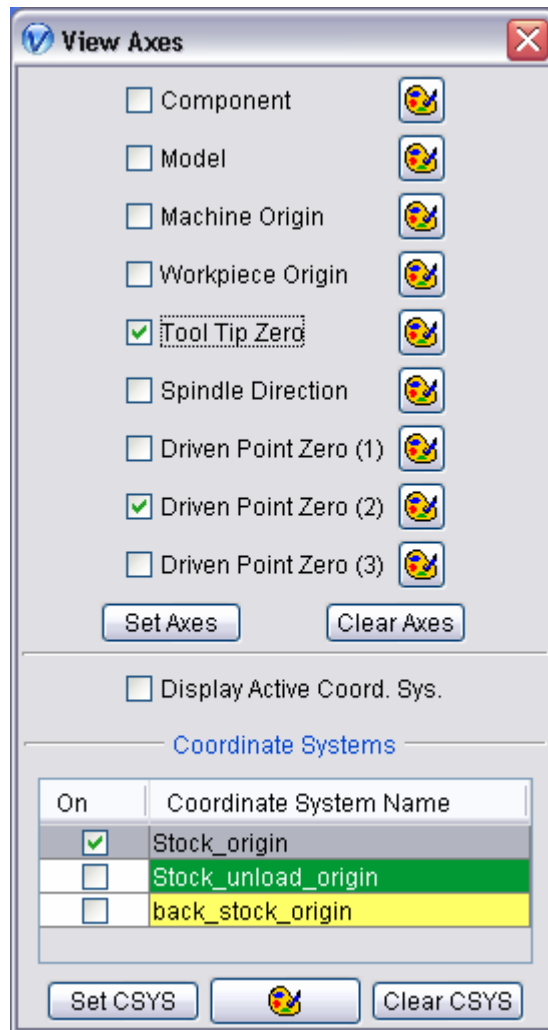 View Axes
Component
Model
Machine Origin
Workpiece Origin
Tool Tip Zero
Spindle Direction
Driven Point Zero (1)
Driven Point Zero (2)
Driven Point Zero (3)
Set Axes Clear Axes
Display Active Coord. Sys.
Coordinate Systems
On Coordinate System Name
Stock_origin
Stock_unload_origin
back_stock_origin
Set CSYS Clear CSYS